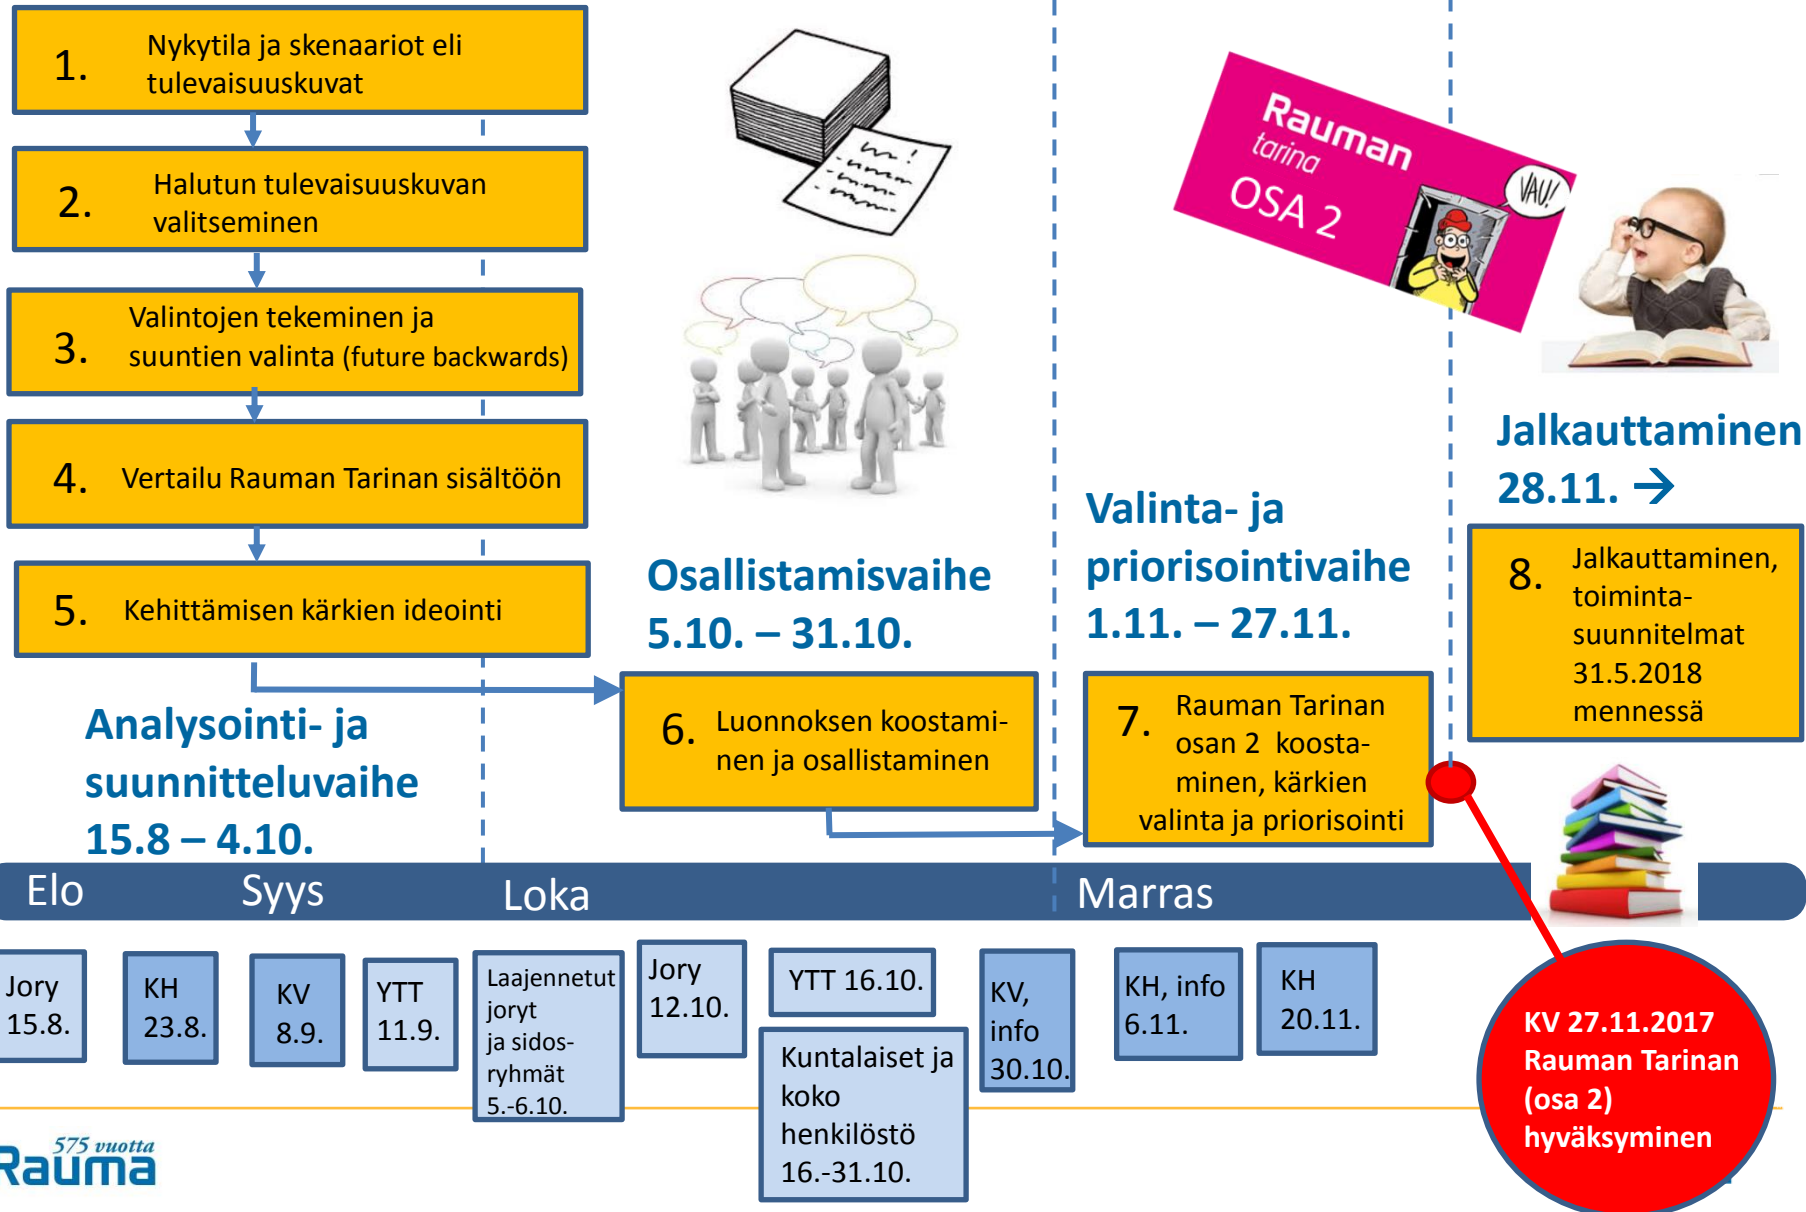 1.
Nykytila ja skenaariot eli
tulevaisuuskuvat
2.
Halutun tulevaisuuskuvan
valitseminen
3.
Valintojen tekeminen ja
suuntien valinta (future backwards)
4.
Vertailu Rauman Tarinan sisältöön
5.
Kehittämisen kärkien ideointi
Analysointi- ja
suunnitteluvaihe
15.8 – 4.10.
Osallistamisvaihe
5.10. – 31.10.
6.
Luonnoksen koostami-
nen ja osallistaminen
Rauman
tarina
OSA 2
VAU!
Valinta- ja
priorisointivaihe
1.11. – 27.11.
7.
Rauman Tarinan
osan 2 koosta-
minen, kärkien
valinta ja priorisointi
Jalkauttaminen
28.11. →
8.
Jalkauttaminen,
toiminta-
suunnitelmat
31.5.2018
mennessä
Elo
Syys
Loka
Marras
Jory
15.8.
KH
23.8.
KV
8.9.
YTT
11.9.
Laajennetut
joryt
ja sidos-
ryhmät
5.-6.10.
Jory
12.10.
YTT 16.10.
Kuntalaiset ja
koko
henkilöstö
16.-31.10.
KV,
info
30.10.
KH, info
6.11.
KH
20.11.
KV 27.11.2017
Rauman Tarinan
(osa 2)
hyväksyminen
575 vuotta
Rauma